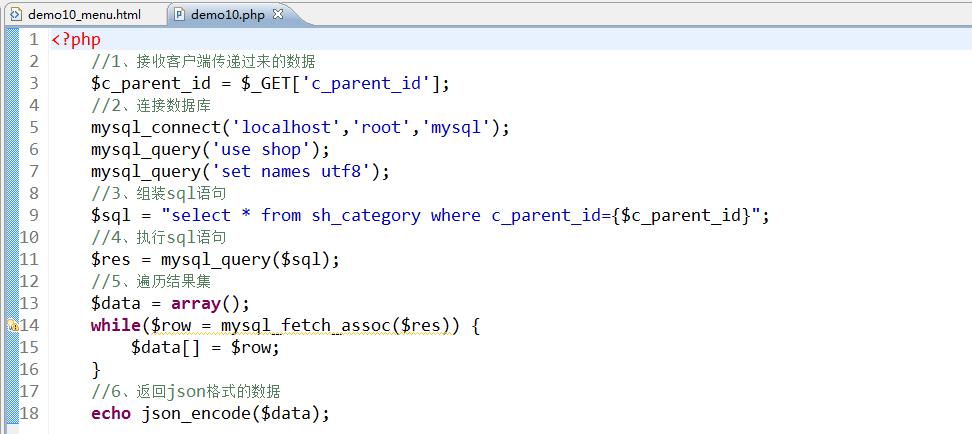 demo10_menu.html demo10.php
1 <?php
2 //1、接收客户端传递过来的数据
3 $c_parent_id = $_GET['c_parent_id'];
4 //2、连接数据库
5 mysql_connect('localhost','root','mysql');
6 mysql_query('use shop');
7 mysql_query('set names utf8');
8 //3、组装sql语句
9 $sql = "select * from sh_category where c_parent_id={$c_parent_id}";
10 //4、执行sql语句
11 $res = mysql_query($sql);
12 //5、遍历结果集
13 $data = array();
14 while($row = mysql_fetch_assoc($res)) {
15 $data[] = $row;
16 }
17 //6、返回json格式的数据
18 echo json_encode($data);